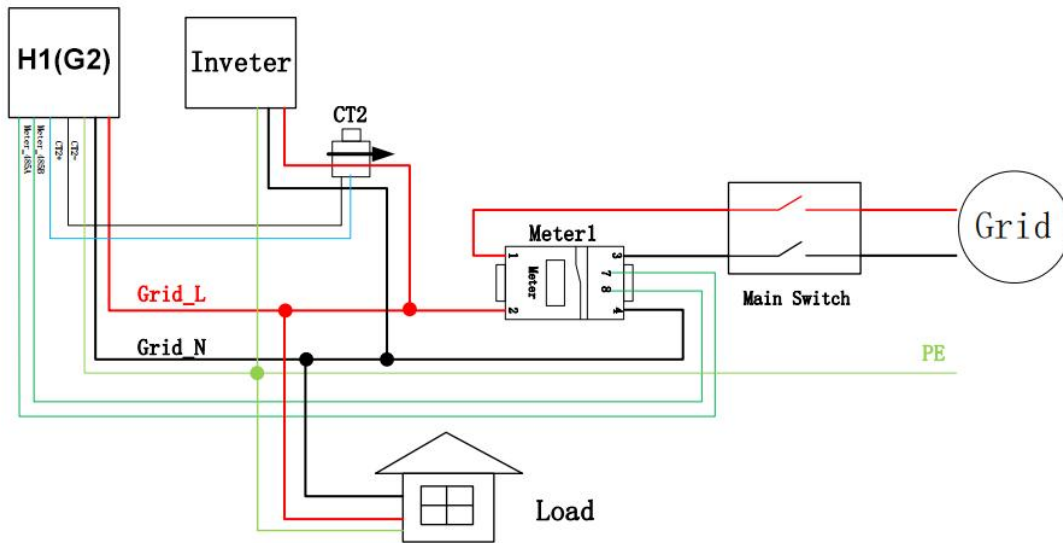 H1(G2)
Inveter
CT2
Meter_485A
Meter_485B
CT2+
CT2-
Meter1
1
3
7
8
2
4
Meter
Grid
Main Switch
Grid_L
Grid_N
PE
Load